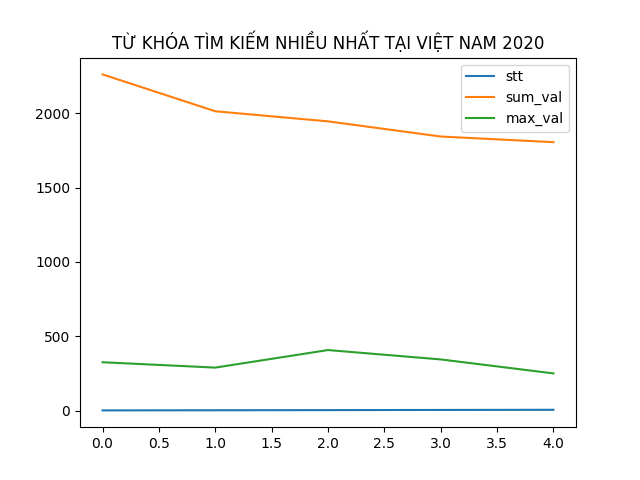 TỪ KHÓA TÌM KIẾM NHIỀU NHẤT TẠI VIỆT NAM 2020
stt
sum_val
max_val
2000
1500
1000
500
0
0.0 0.5 1.0 1.5 2.0 2.5 3.0 3.5 4.0